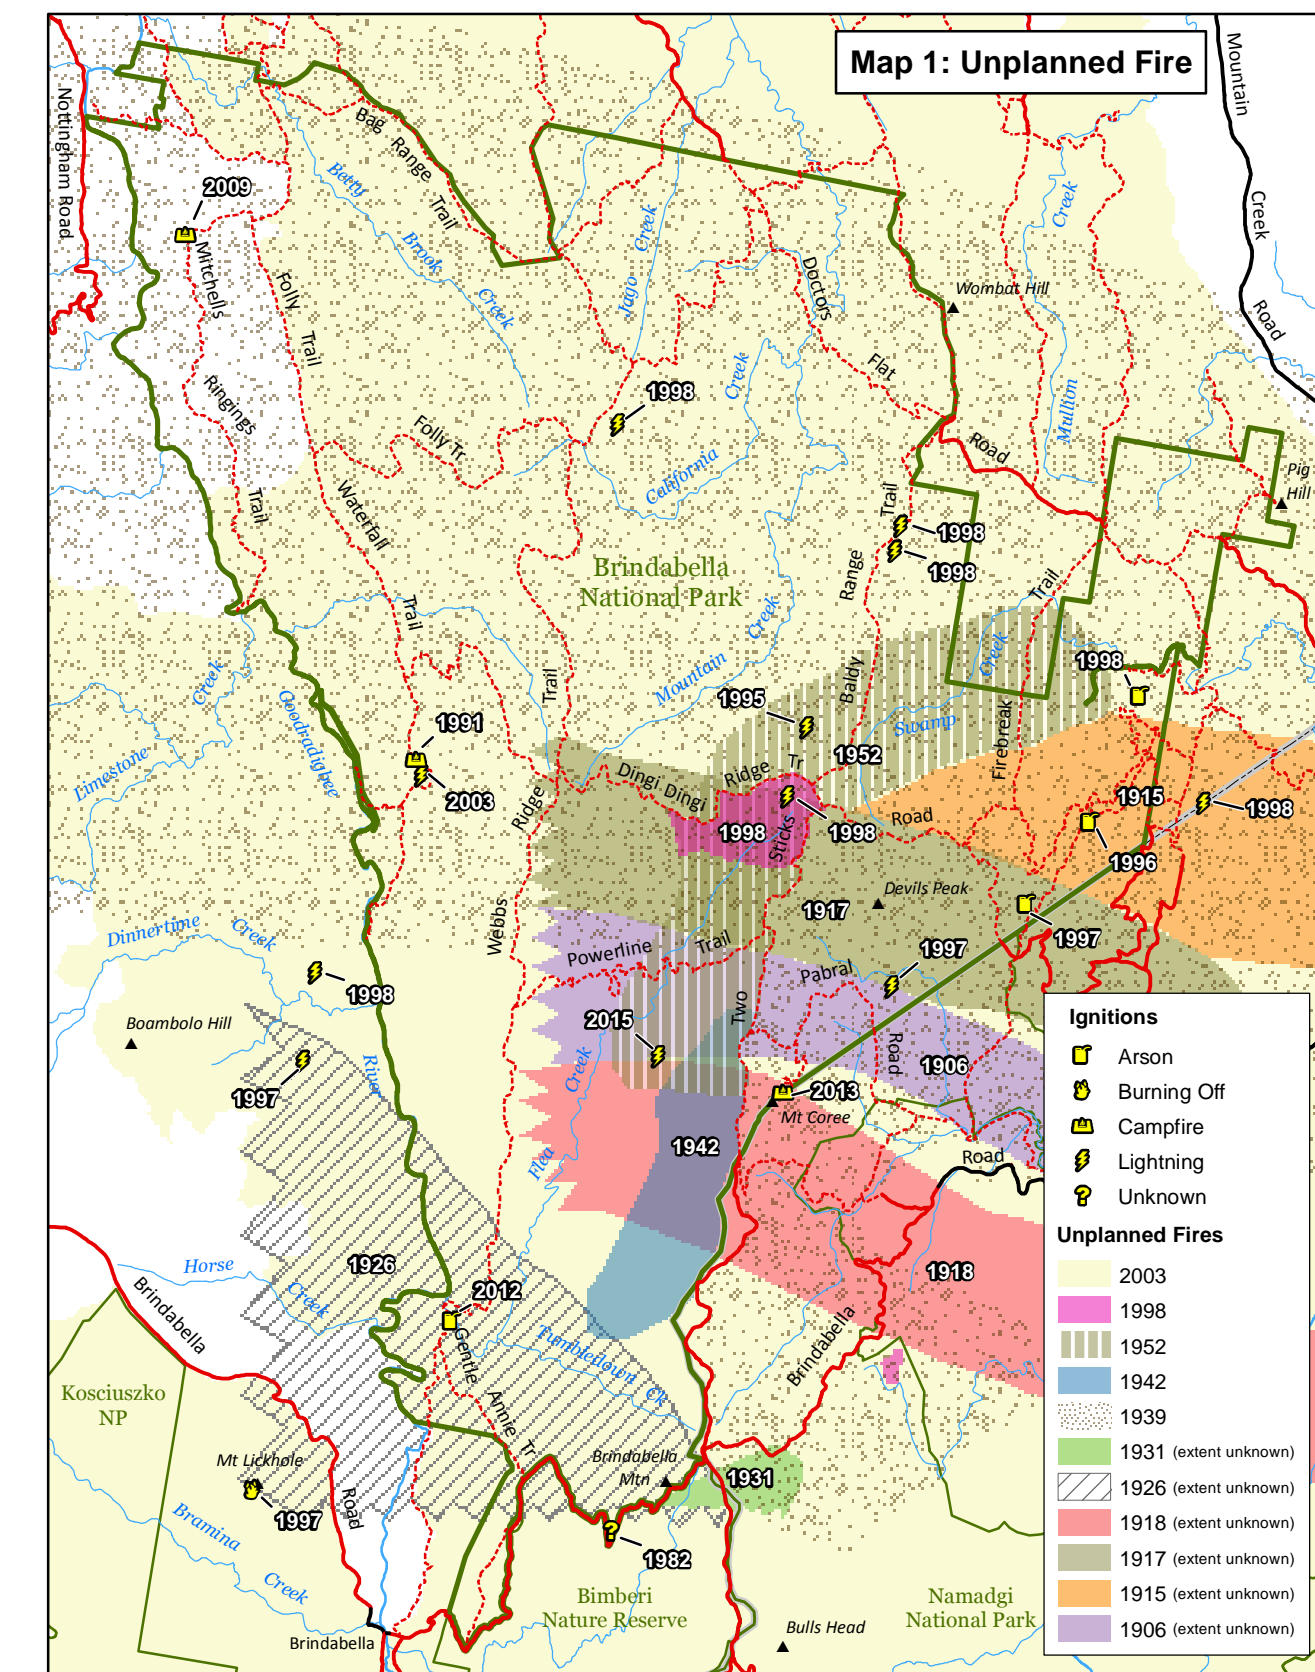 Map 1: Unplanned Fire
Nottingham Road
Mountain
Creek
Road
Bag
Range
Trail
Betty
Brook
Creek
2009
Mitchells
Ringings
Trail
Folly
Trail
Jago
Creek
Doctors
Flat
Road
Wombat Hill
Creek
Mullion
Pig
Hill
1998
Creek
California
Folly Tr
Waterfall
Trail
Trail
Range
Baldy
1998
1998
Brindabella
National Park
Creek
Mountain
Trail
Creek
Swamp
Firebreak
1998
Creek
Limestone
Goodradigbee
River
1991
2003
Trail
Ridge
Webbs
1995
1952
Dingi Dingi
Ridge
Tr
1998
1998
Sticks
Two
Road
1915
1998
1996
Devils Peak
1917
1997
1997
Dinnertime
Creek
1998
Boambolo Hill
1997
Powerline
Trail
Pabral
Road
2015
1906
2013
Mt Coree
Creek
Flea
1942
Road
1918
Horse
Creek
1926
2012
Gentle
Annie
Tr
Tumbledown Ck
Brindabella
Brindabella
Road
Kosciuszko
NP
Mt Lickhole
1997
Bramina
Creek
Brindabella
Brindabella
Mtn
1931
1982
Bimberi
Nature Reserve
Bulls Head
Namadgi
National Park
Ignitions
Arson
Burning Off
Campfire
Lightning
Unknown
Unplanned Fires
2003
1998
1952
1942
1939
1931 (extent unknown)
1926 (extent unknown)
1918 (extent unknown)
1917 (extent unknown)
1915 (extent unknown)
1906 (extent unknown)